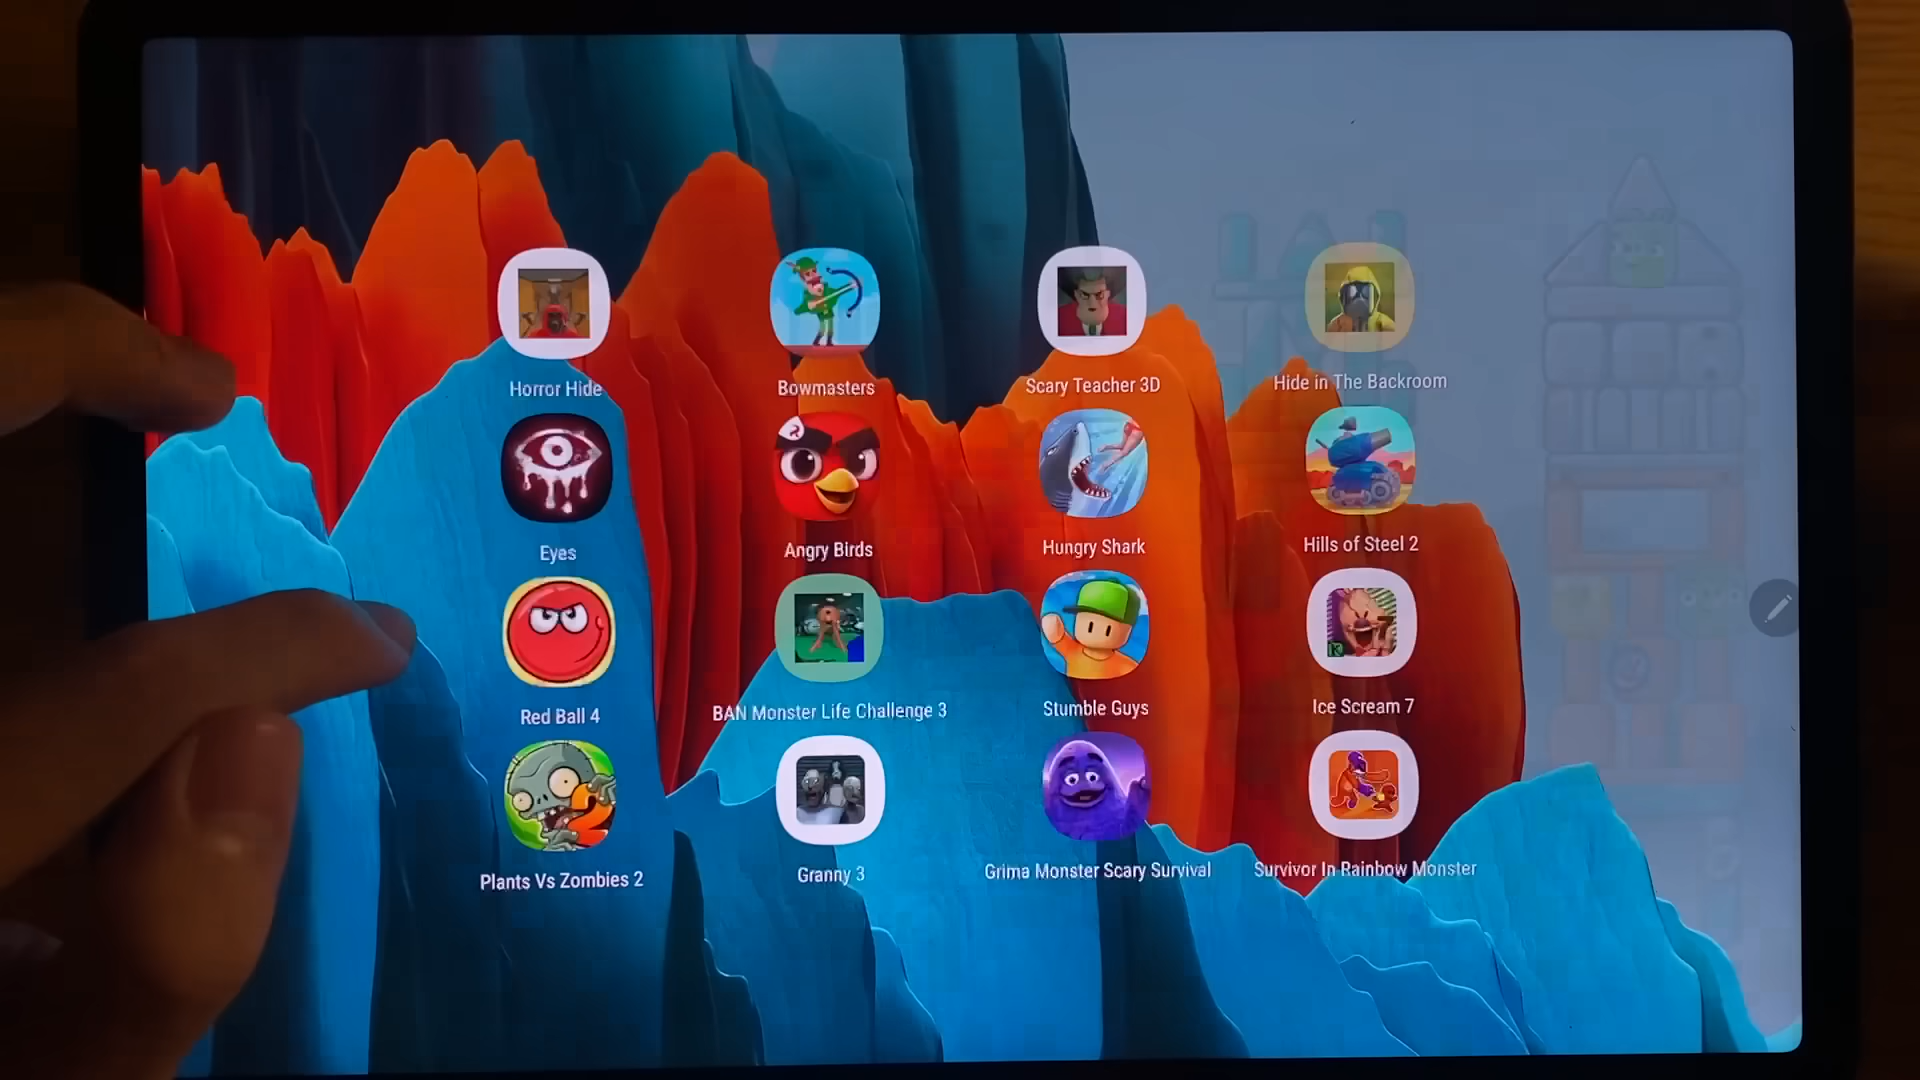 Horror Hide
Bowmasters
Scary Teacher 3D
Hide in The Backroom
Eyes
Angry Birds
Hungry Shark
Hills of Steel 2
Red Ball 4
BAN Monster Life Challenge 3
Stumble Guys
Ice Scream 7
Plants Vs Zombies 2
Granny 3
Grima Monster Scary Survival
Survivor In Rainbow Monster